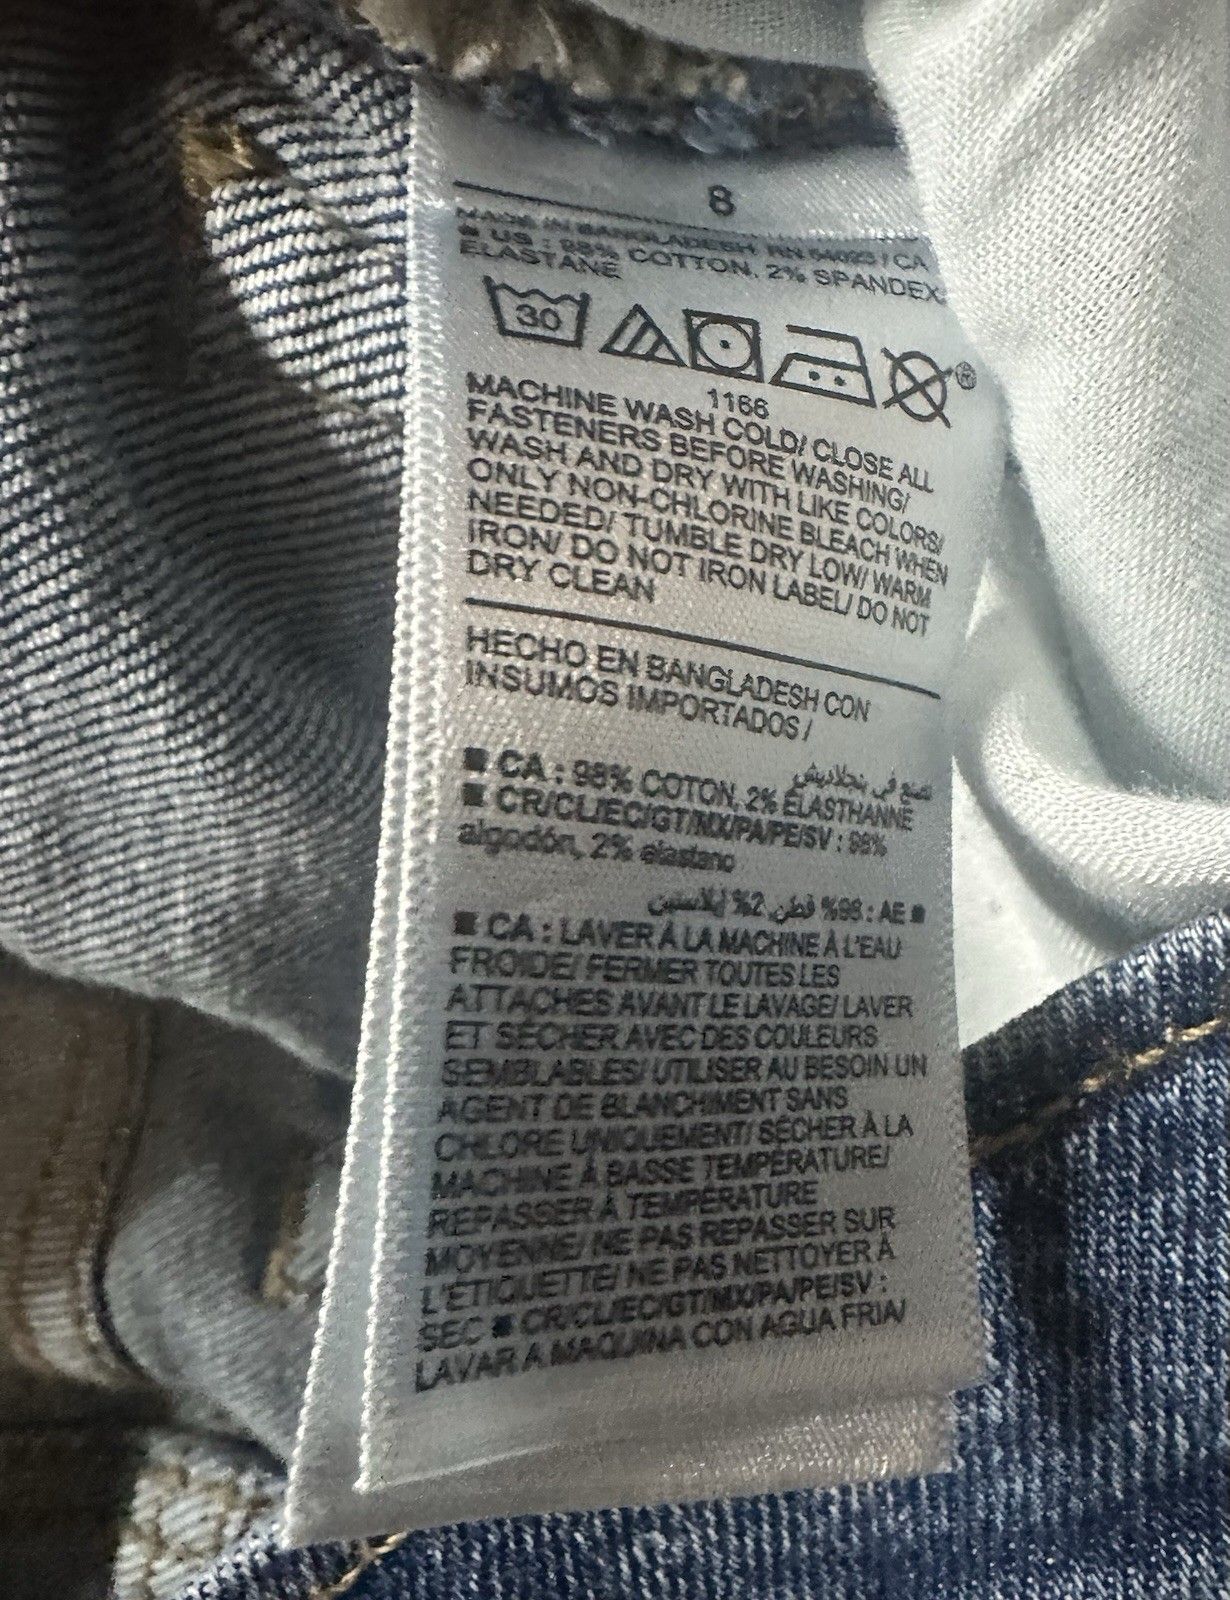 8
MADE IN BANGLADESH RN 54023 / CA
■ US : 98% COTTON, 2% SPANDEX
ELASTANE
30
®
1166
MACHINE WASH COLD/ CLOSE ALL
FASTENERS BEFORE WASHING/
WASH AND DRY WITH LIKE COLORS/
ONLY NON-CHLORINE BLEACH WHEN
NEEDED/ TUMBLE DRY LOW/ WARM
IRON/ DO NOT IRON LABEL/ DO NOT
DRY CLEAN
HECHO EN BANGLADESH CON
INSUMOS IMPORTADOS /
صنع في بنجلاديش
■ CA : 98% COTON, 2% ÉLASTHANNE
■ CR/CL/EC/GT/MX/PA/PE/SV : 98%
algodón, 2% elastano
■ AE : 98% قطن, 2% إيلاستين
■ CA : LAVER À LA MACHINE À L'EAU
FROIDE/ FERMER TOUTES LES
ATTACHES AVANT LE LAVAGE/ LAVER
ET SÉCHER AVEC DES COULEURS
SEMBLABLES/ UTILISER AU BESOIN UN
AGENT DE BLANCHIMENT SANS
CHLORE UNIQUEMENT/ SÉCHER À LA
MACHINE À BASSE TEMPÉRATURE/
REPASSER À TEMPÉRATURE
MOYENNE/ NE PAS REPASSER SUR
L'ÉTIQUETTE/ NE PAS NETTOYER À
SEC ■ CR/CL/EC/GT/MX/PA/PE/SV :
LAVAR A MAQUINA CON AGUA FRIA/